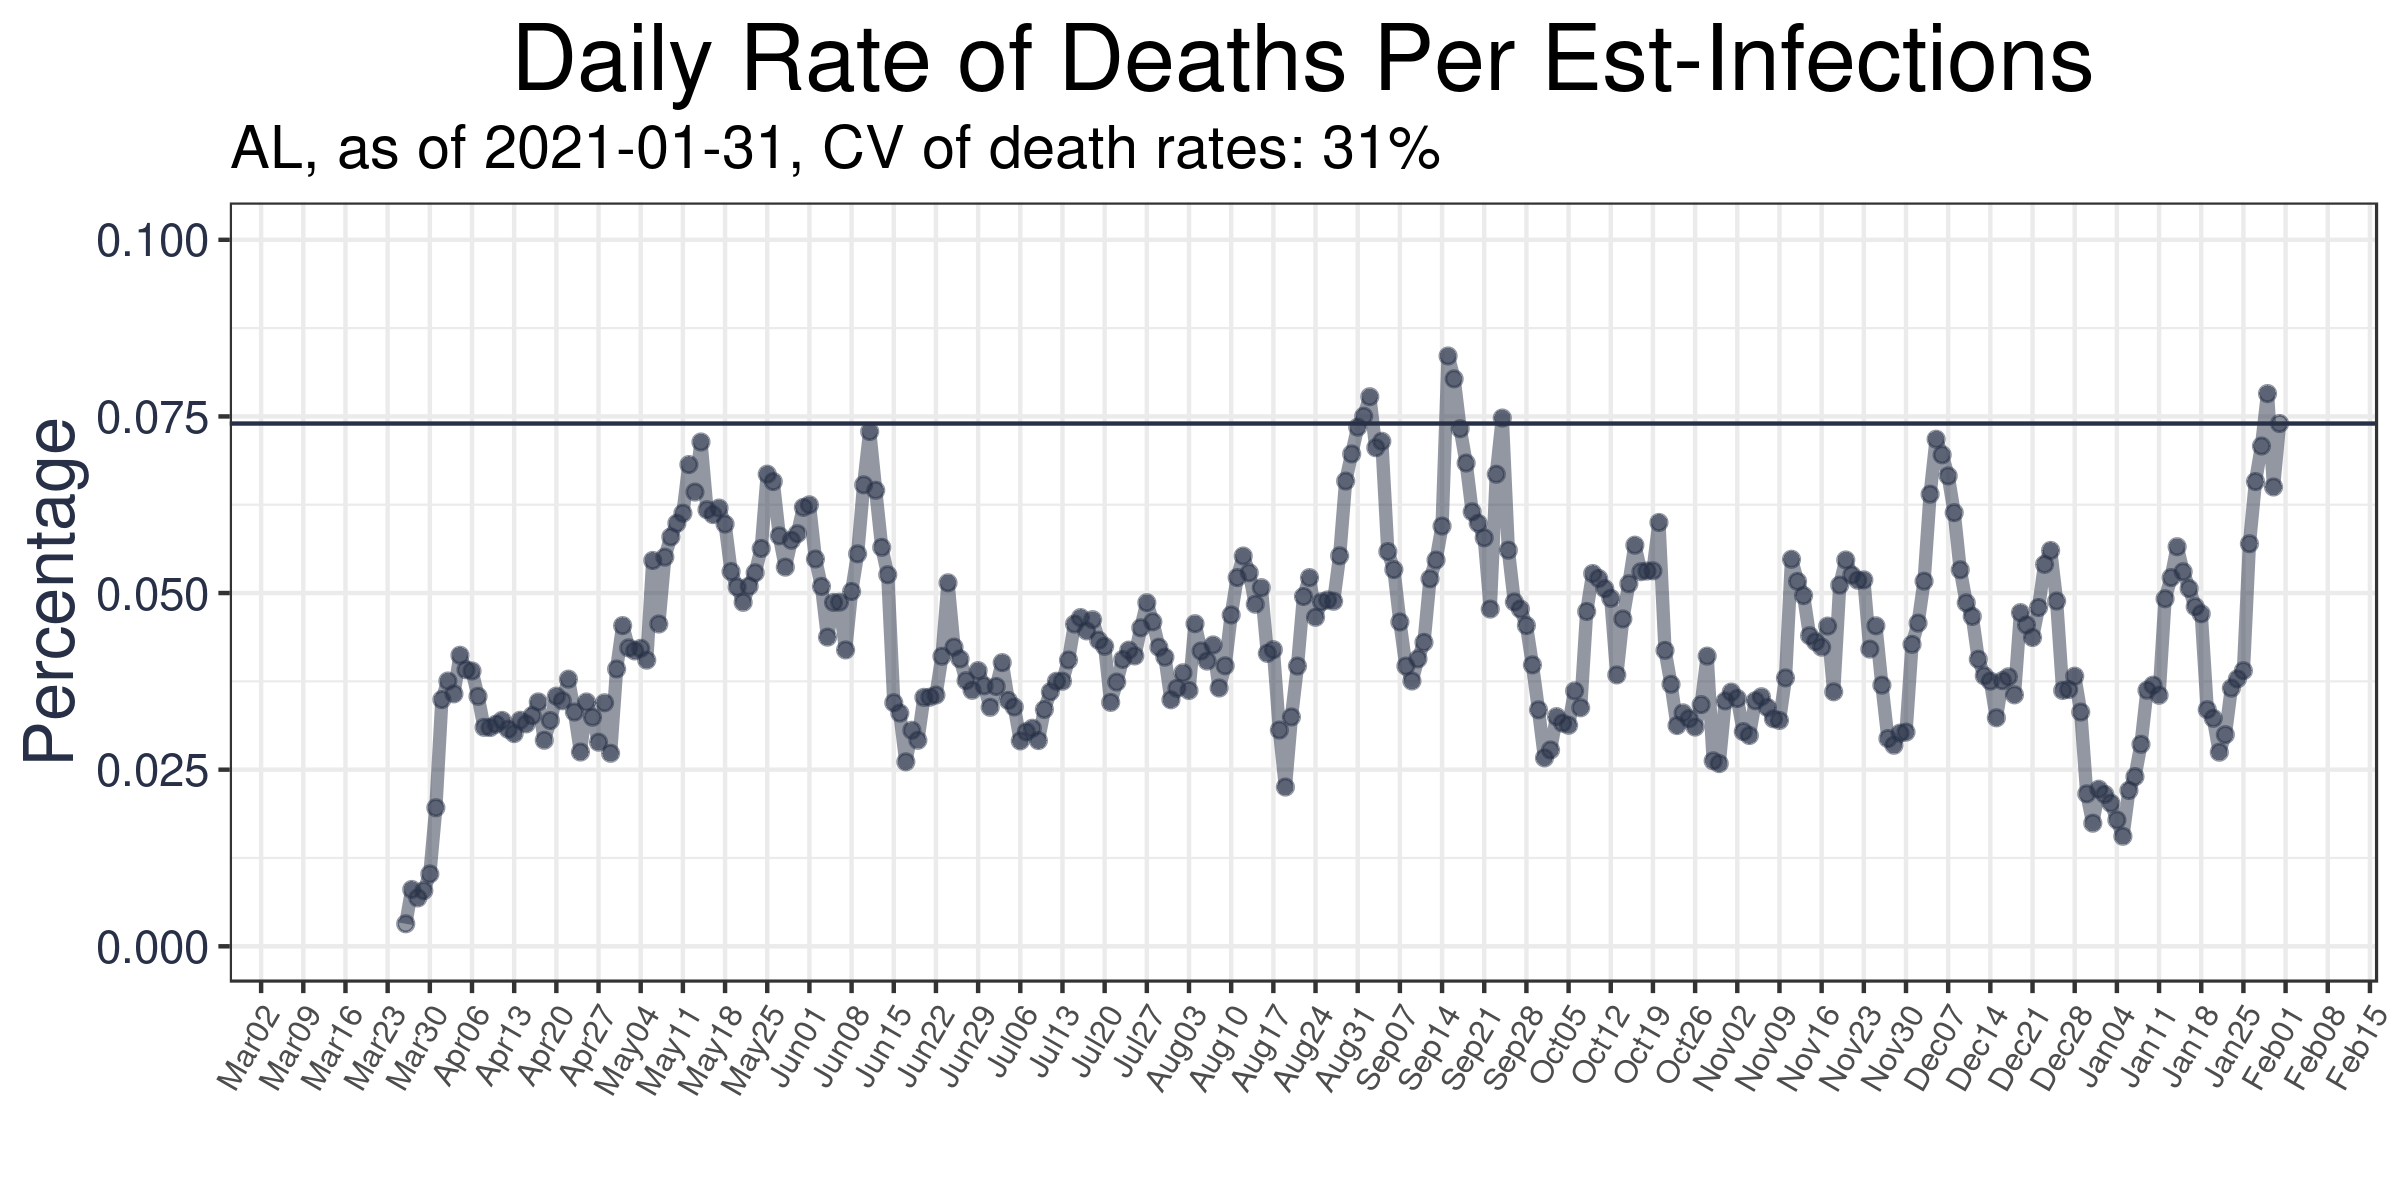 Daily Rate of Deaths Per Est-Infections
AL, as of 2021-01-31, CV of death rates: 31%
Percentage
0.100
0.075
0.050
0.025
0.000
Mar02
Mar09
Mar16
Mar23
Mar30
Apr06
Apr13
Apr20
Apr27
May04
May11
May18
May25
Jun01
Jun08
Jun15
Jun22
Jun29
Jul06
Jul13
Jul20
Jul27
Aug03
Aug10
Aug17
Aug24
Aug31
Sep07
Sep14
Sep21
Sep28
Oct05
Oct12
Oct19
Oct26
Nov02
Nov09
Nov16
Nov23
Nov30
Dec07
Dec14
Dec21
Dec28
Jan04
Jan11
Jan18
Jan25
Feb01
Feb08
Feb15